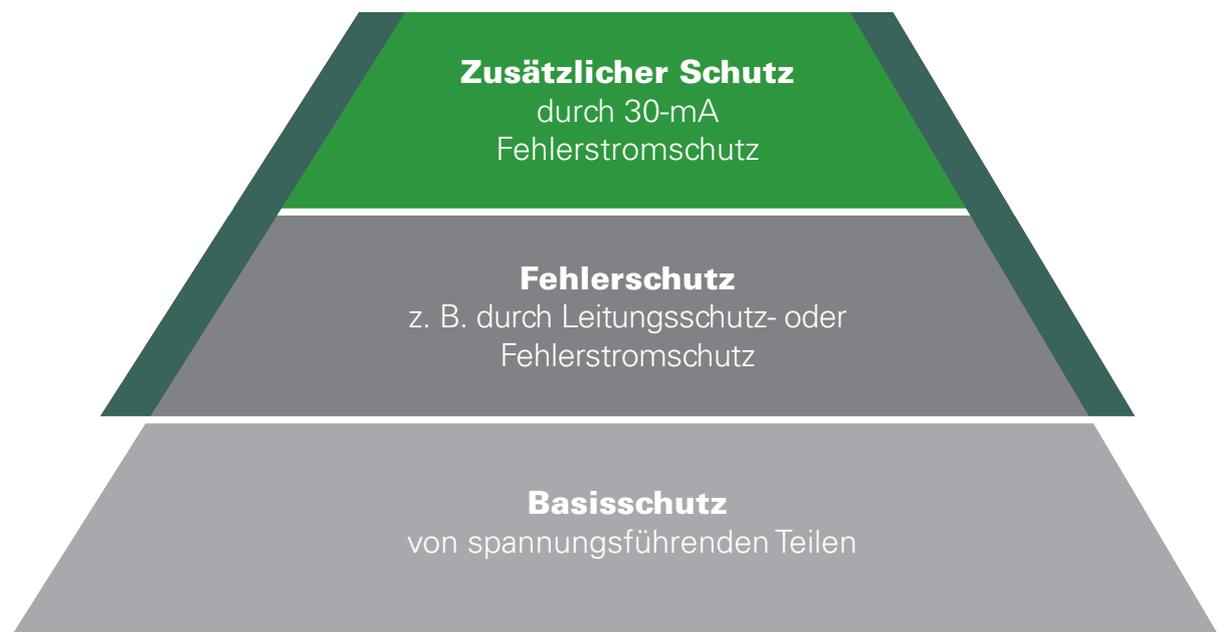 Zusätzlicher Schutz
durch 30-mA
Fehlerstromschutz
Fehlerschutz
z. B. durch Leitungsschutz- oder
Fehlerstromschutz
Basisschutz
von spannungsführenden Teilen